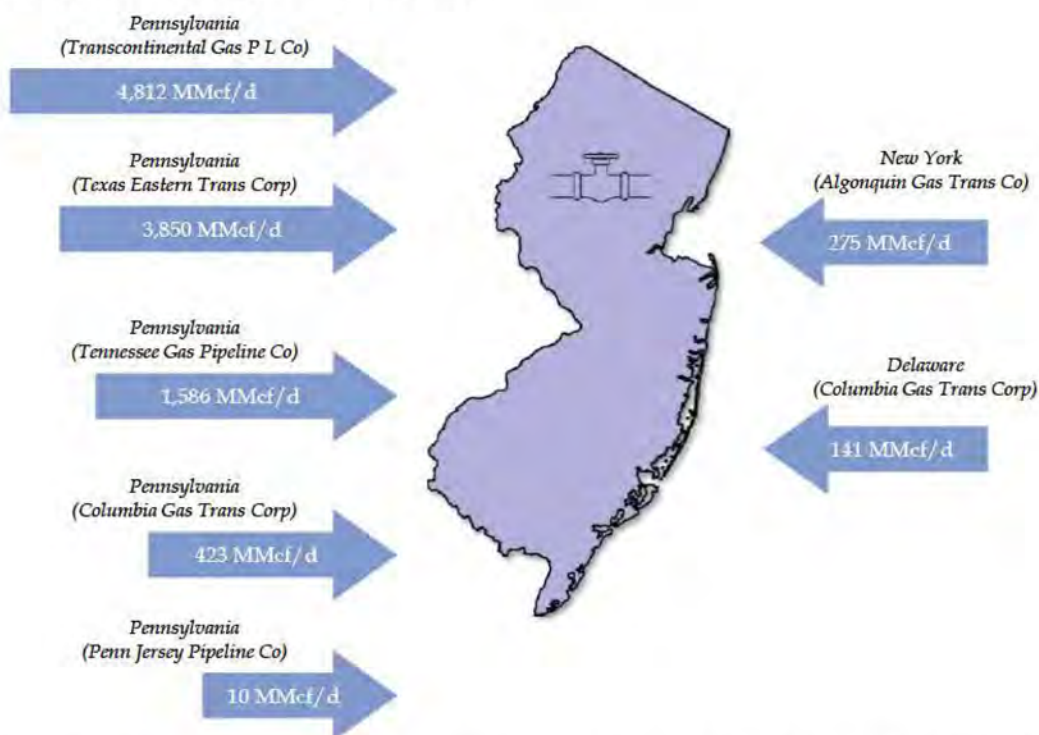 Pennsylvania
(Transcontinental Gas P L Co)
4,812 MMcf/d
Pennsylvania
(Texas Eastern Trans Corp)
3,850 MMcf/d
Pennsylvania
(Tennessee Gas Pipeline Co)
1,586 MMcf/d
Pennsylvania
(Columbia Gas Trans Corp)
423 MMcf/d
Pennsylvania
(Penn Jersey Pipeline Co)
10 MMcf/d
New York
(Algonquin Gas Trans Co)
275 MMcf/d
Delaware
(Columbia Gas Trans Corp)
141 MMcf/d